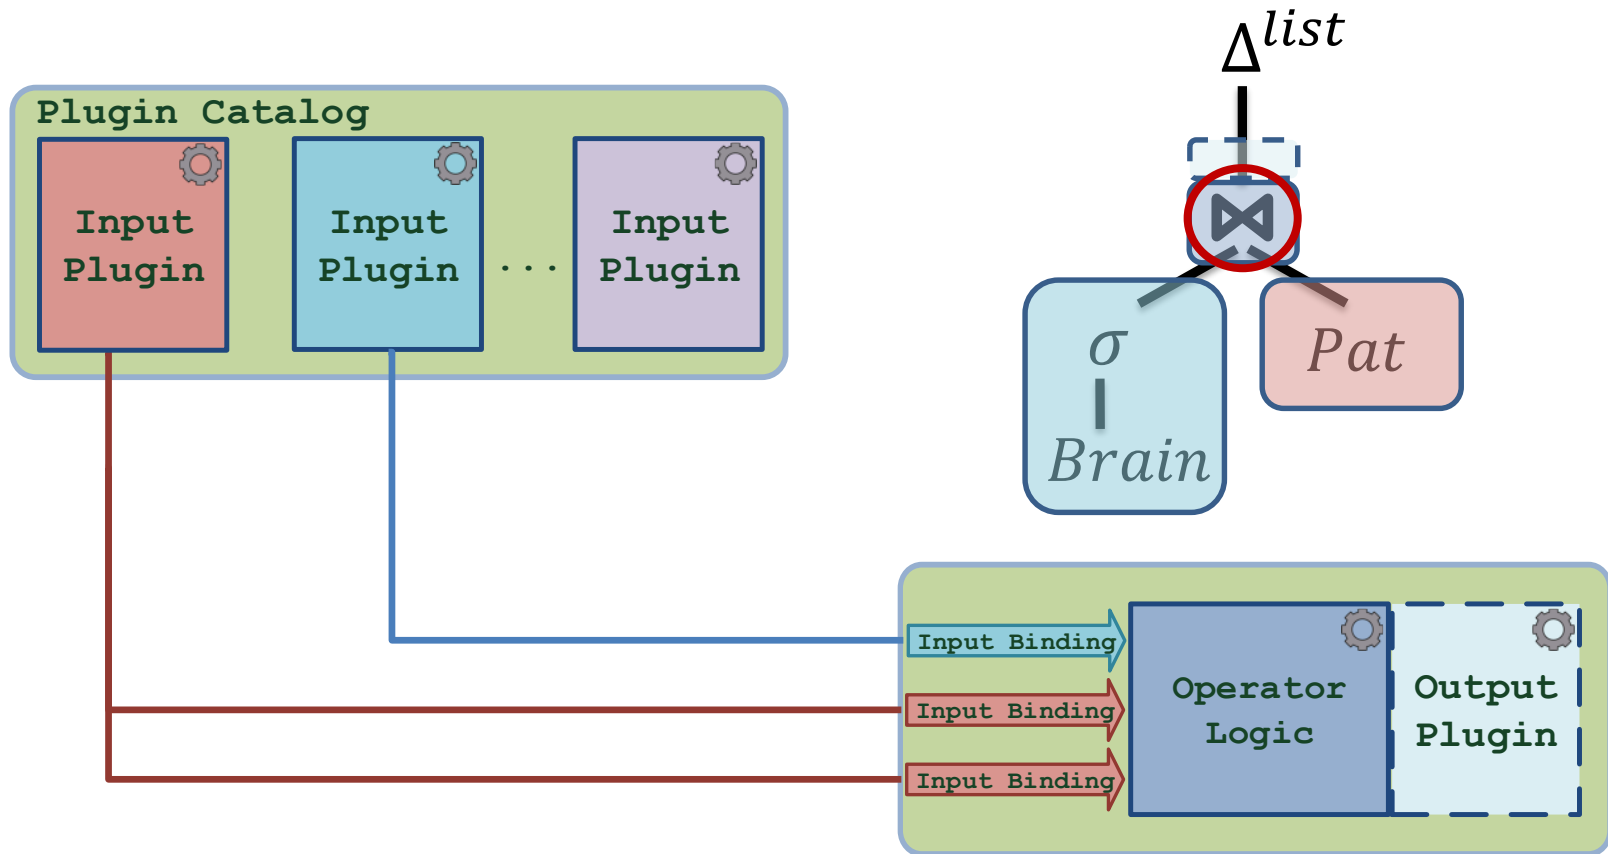 Δ^list
Plugin Catalog
Input
Plugin
Input
Plugin
...
Input
Plugin
⋈
σ
Brain
Pat
Input Binding
Input Binding
Input Binding
Operator
Logic
Output
Plugin